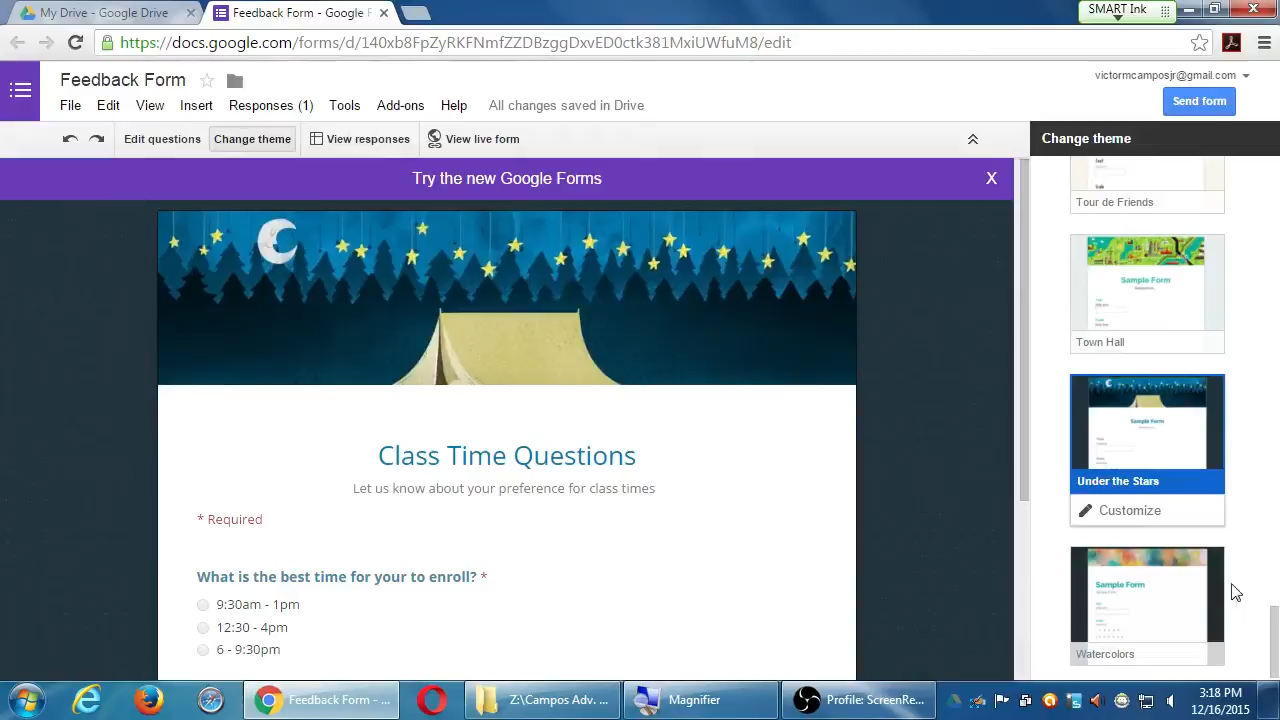 My Drive - Google Drive
Feedback Form - Google F
SMART Ink
https://docs.google.com/forms/d/140xb8FpZyRKFNmfZZDRzggDxvED0ctk381MxiUWfuM8/edit
Feedback Form
victormcamposjr@gmail.com
File Edit View Insert Responses (1) Tools Add-ons Help All changes saved in Drive
Send form
Edit questions Change theme View responses View live form
Change theme
Try the new Google Forms X
Tour de Friends
Sample Form
Town Hall
Sample Form
Under the Stars
Customize
Sample Form
Watercolors
Class Time Questions
Let us know about your preference for class times
* Required
What is the best time for your to enroll? *
9:30am - 1pm
12:30 - 4pm
6 - 9:30pm
Feedback Form - ...
Z:\Campos Adv. ...
Magnifier
Profile: ScreenRe...
3:18 PM
12/16/2015